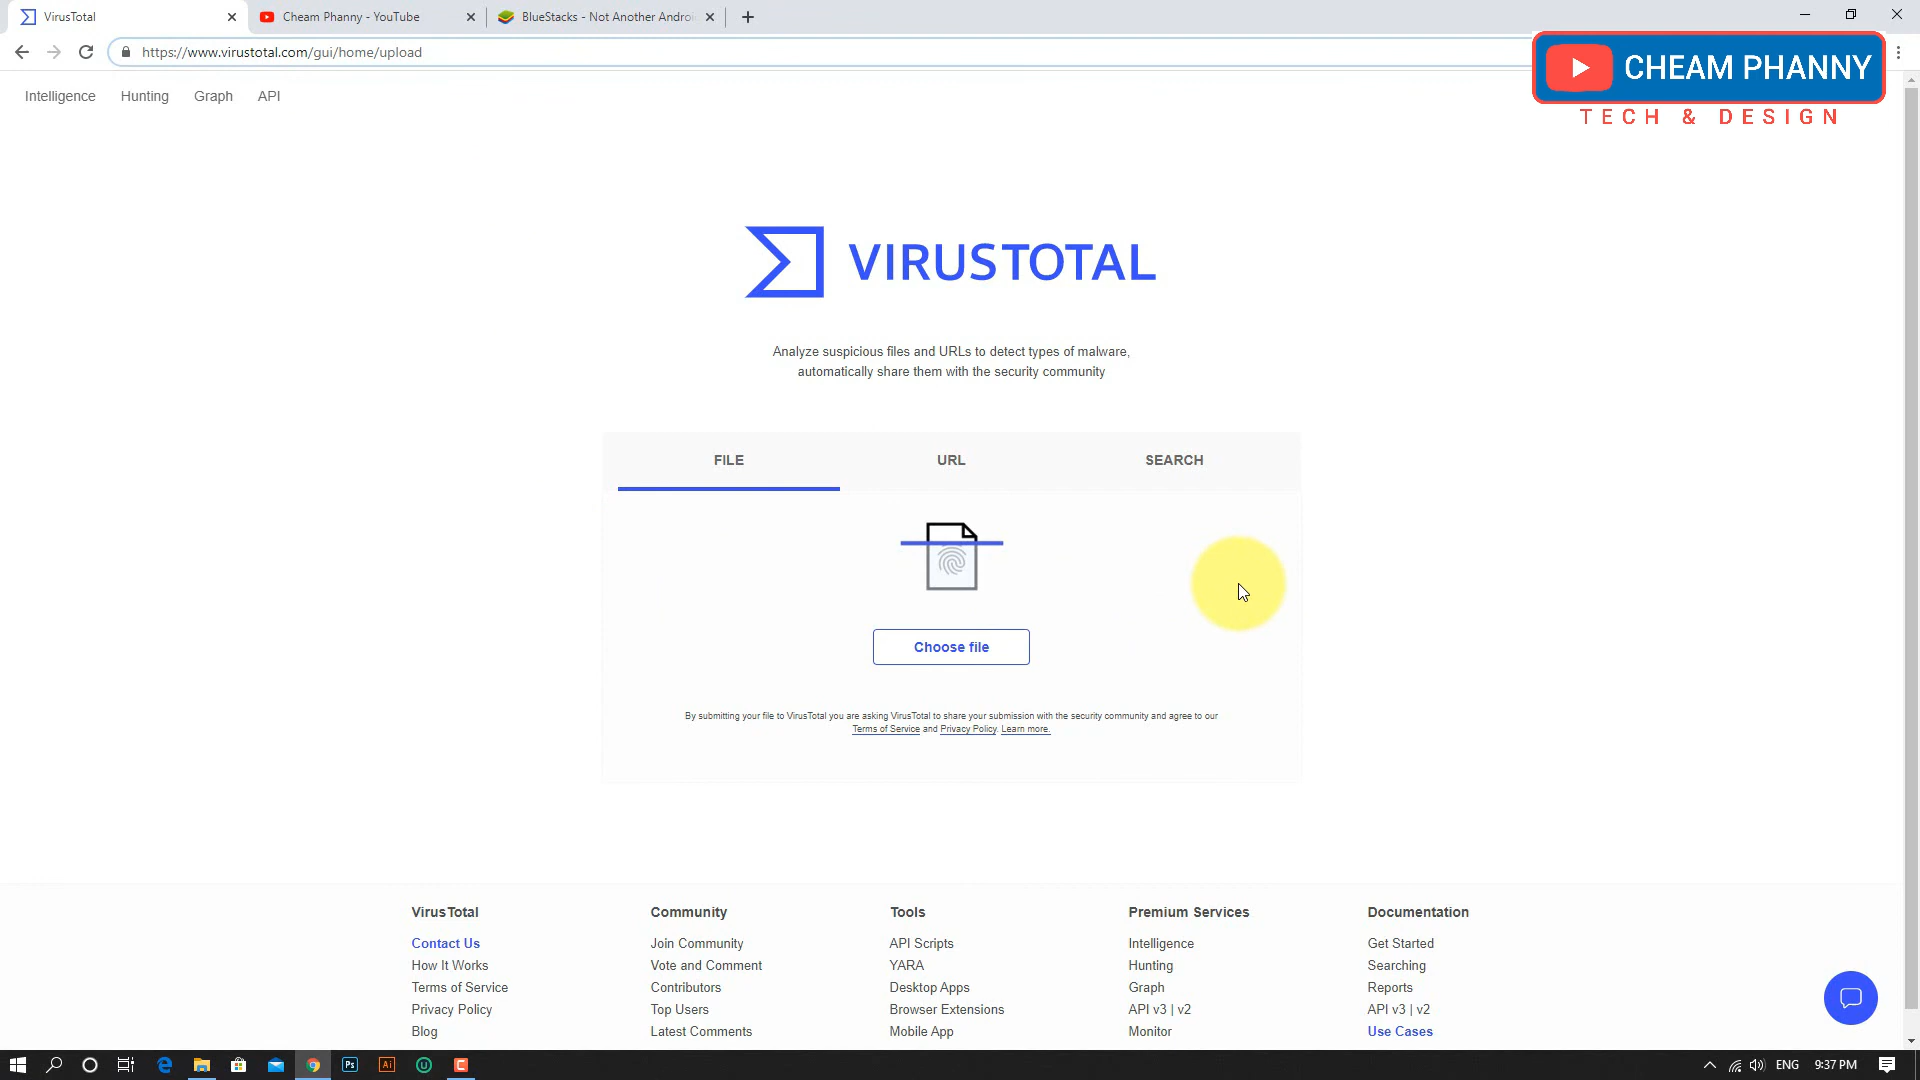 VirusTotal
Cheam Phanny - YouTube
BlueStacks - Not Another Andro
https://www.virustotal.com/gui/home/upload
CHEAM PHANNY
TECH & DESIGN
Intelligence Hunting Graph API
VIRUSTOTAL
Analyze suspicious files and URLs to detect types of malware,
automatically share them with the security community
FILE URL SEARCH
Choose file
By submitting your file to VirusTotal you are asking VirusTotal to share your submission with the security community and agree to our
Terms of Service and Privacy Policy. Learn more.
VirusTotal
Contact Us
How It Works
Terms of Service
Privacy Policy
Blog
Community
Join Community
Vote and Comment
Contributors
Top Users
Latest Comments
Tools
API Scripts
YARA
Desktop Apps
Browser Extensions
Mobile App
Premium Services
Intelligence
Hunting
Graph
API v3 | v2
Monitor
Documentation
Get Started
Searching
Reports
API v3 | v2
Use Cases
Ps
Ai
ENG
9:37 PM